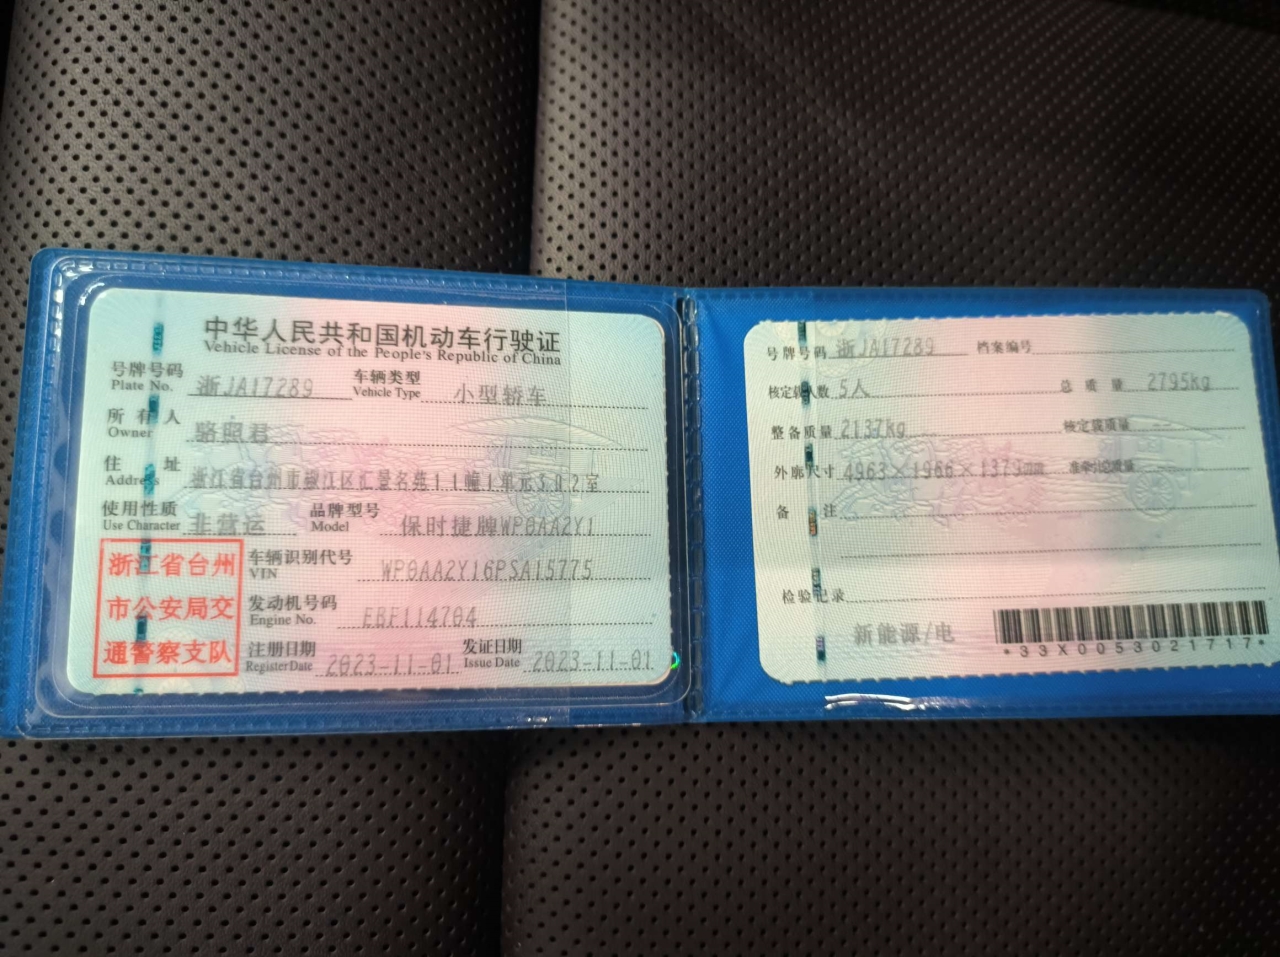 中华人民共和国机动车行驶证
Vehicle License of the People's Republic of China
号牌号码 浙JA17289 车辆类型 小型轿车
Plate No. Vehicle Type
所有人 骆照君
Owner
住址 浙江省台州市椒江区汇景名苑11幢1单元302室
Address
使用性质 非营运 品牌型号 保时捷牌WP0AA2Y1
Use Character Model
浙江省台州
市公安局交
通警察支队
车辆识别代号 WP0AA2Y16PSA15775
VIN
发动机号码 EBF114704
Engine No.
注册日期 2023-11-01 发证日期 2023-11-01
Register Date Issue Date
号牌号码 浙JA17289 档案编号
核定载人数 5人 总质量 2795kg
整备质量 2137kg 核定载质量 --
外廓尺寸 4963×1966×1379mm 准牵引总质量
备注
检验记录
新能源/电
*33X0053021717*